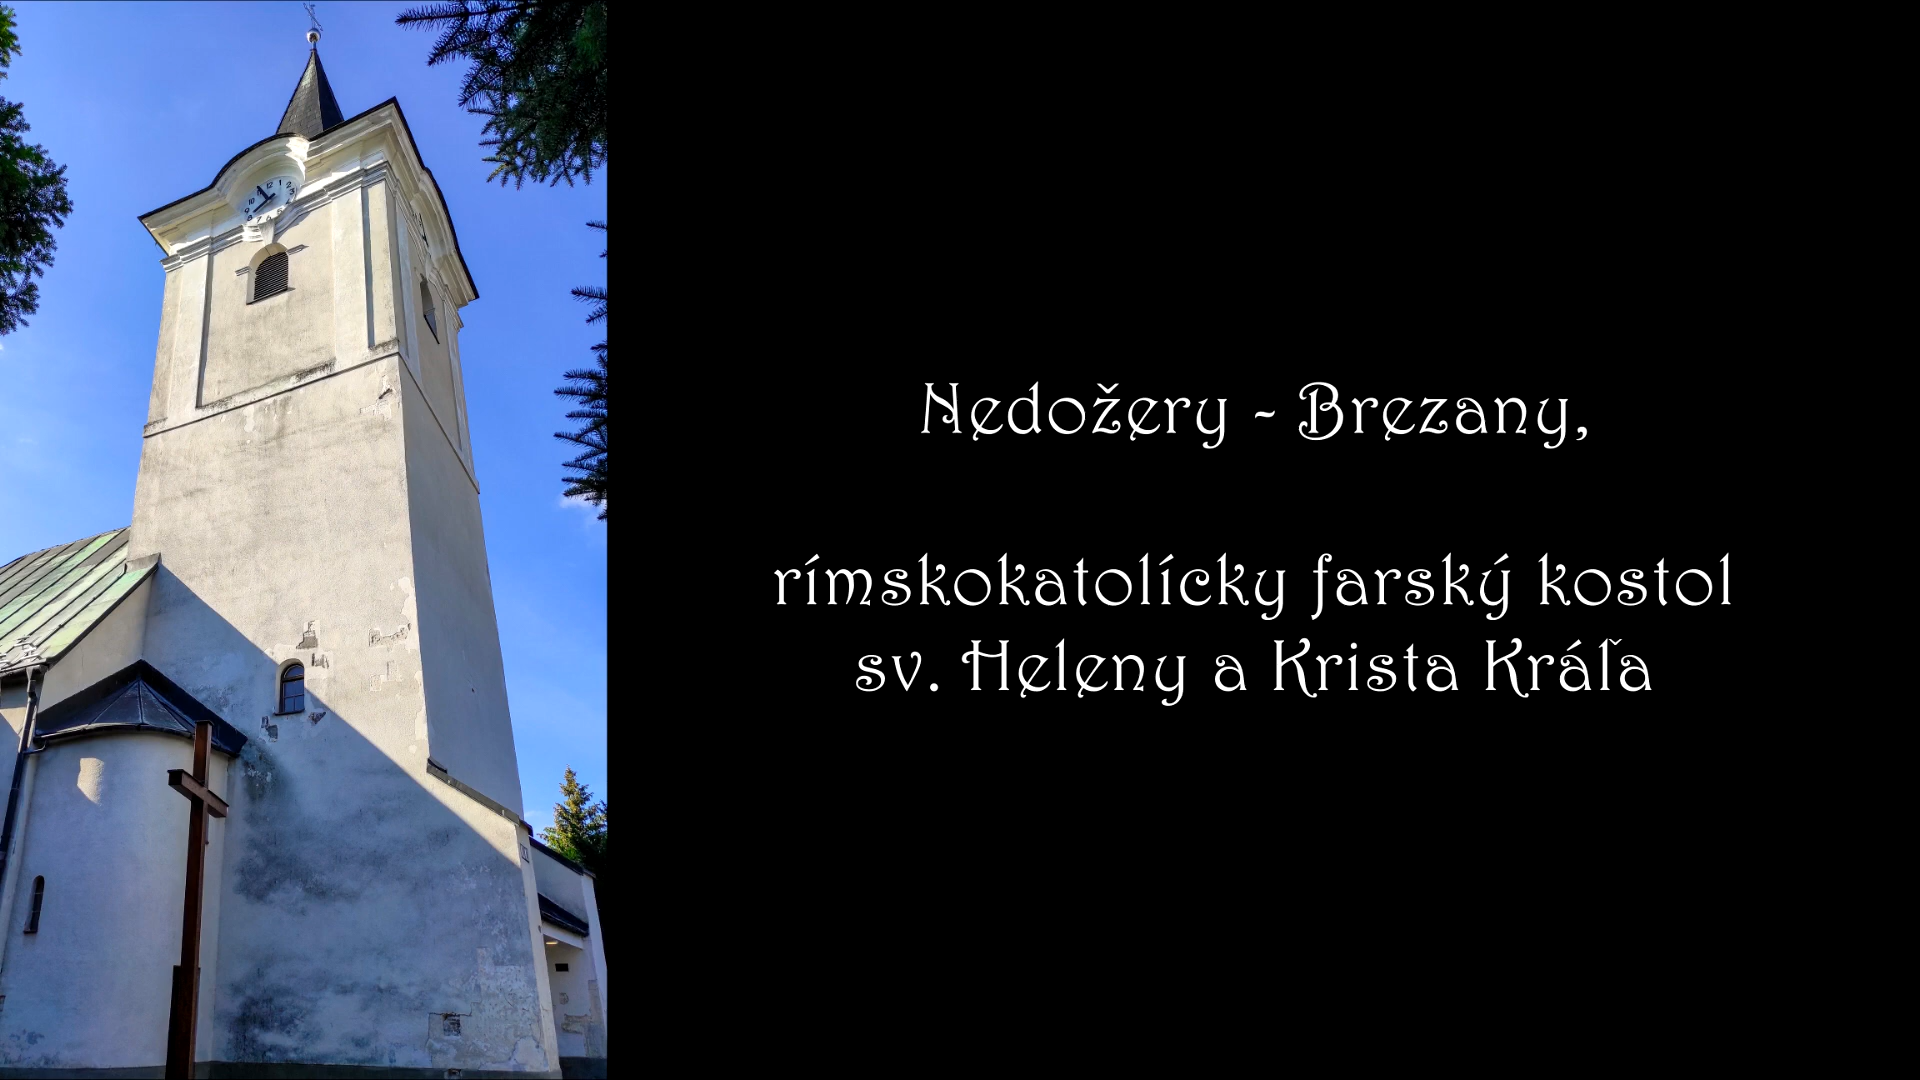 Nedožery - Brezany,
rímskokatolícky farský kostol
sv. Heleny a Krista Kráľa